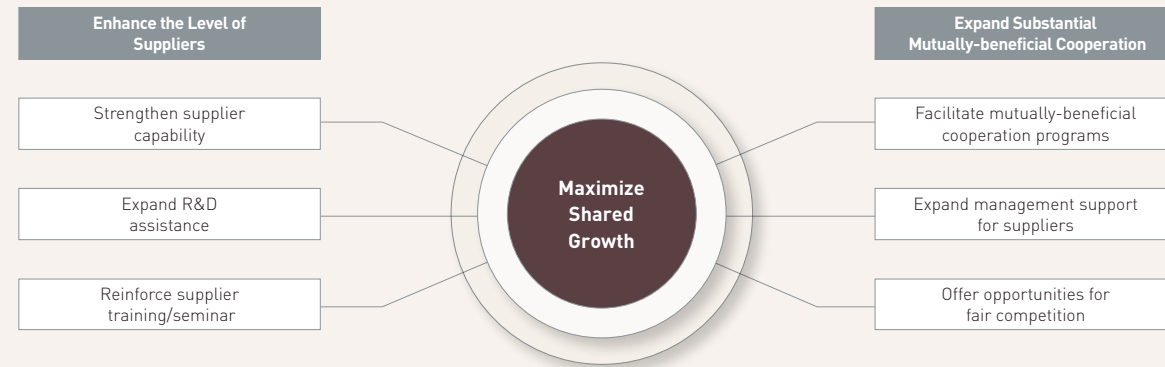 Enhance the Level of
Suppliers
Strengthen supplier
capability
Expand R&D
assistance
Reinforce supplier
training/seminar
Maximize
Shared
Growth
Expand Substantial
Mutually-beneficial Cooperation
Facilitate mutually-beneficial
cooperation programs
Expand management support
for suppliers
Offer opportunities for
fair competition